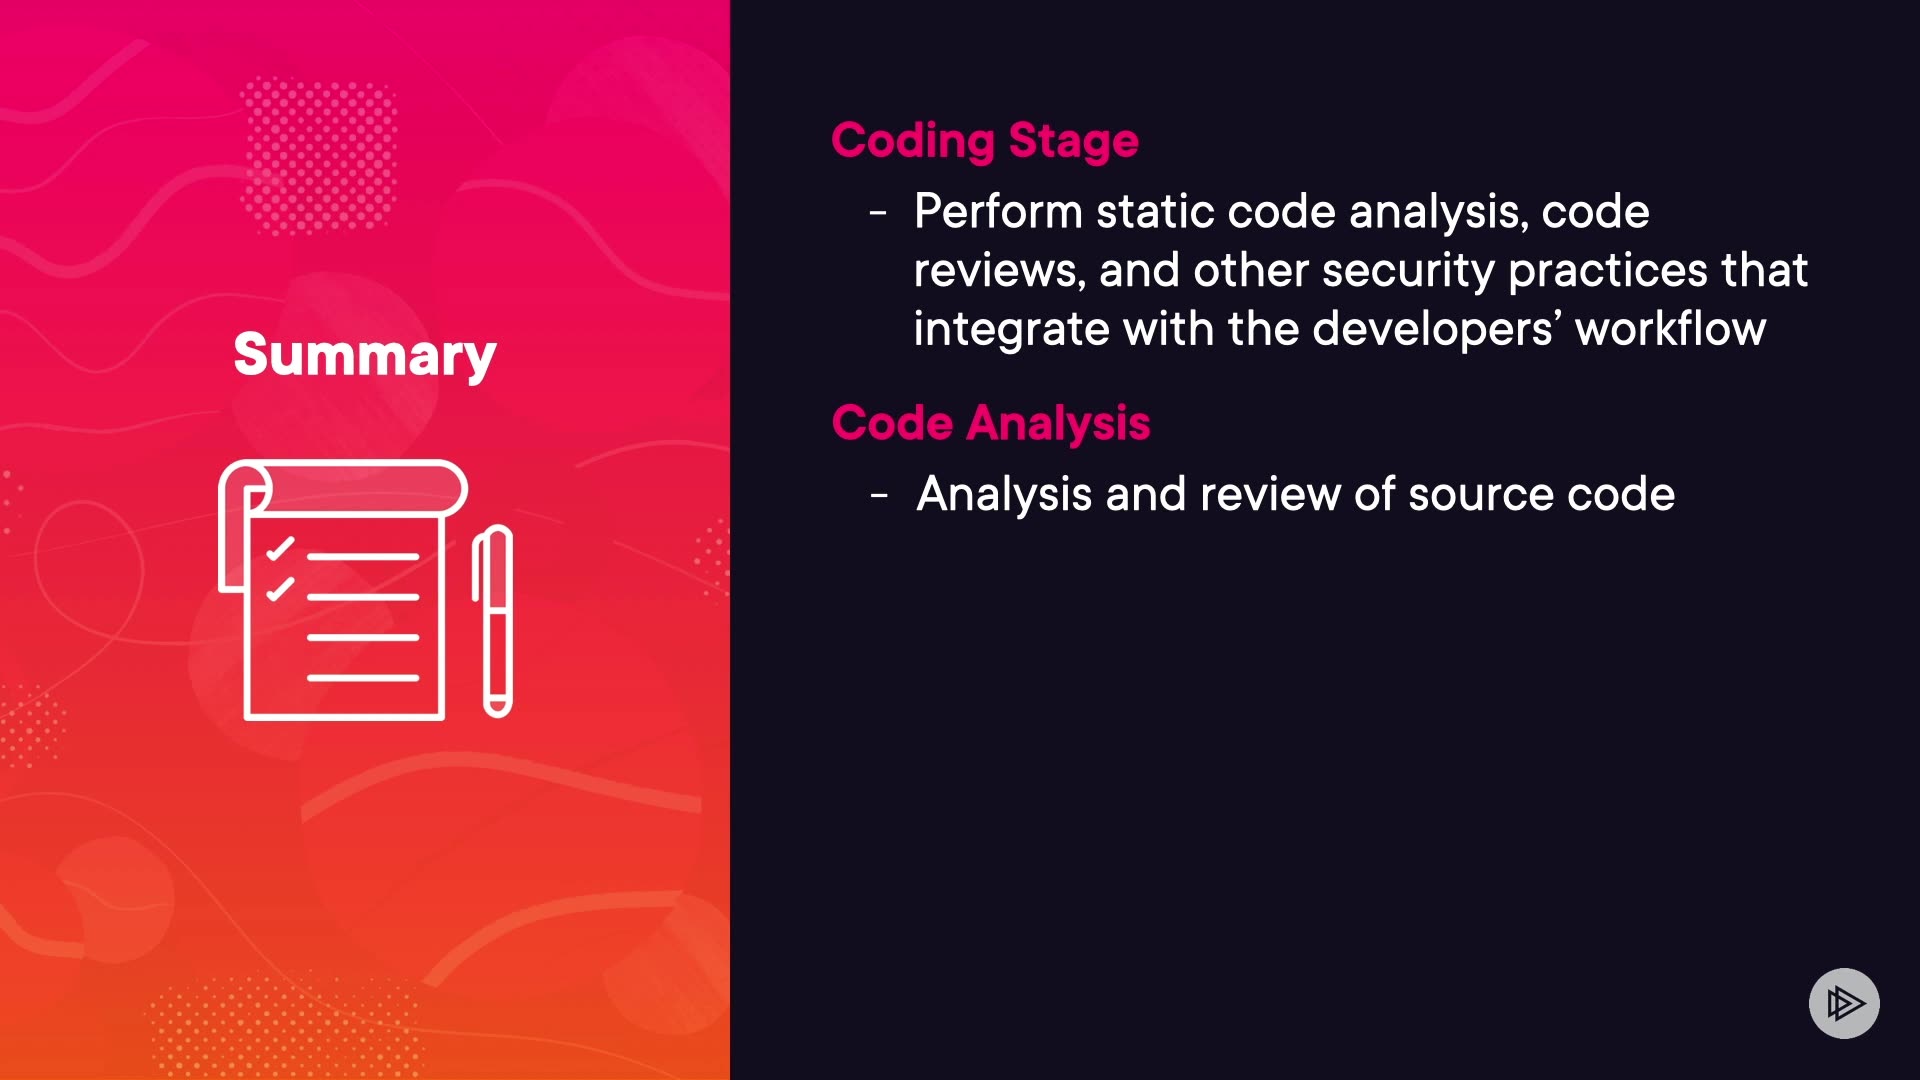 Summary
Coding Stage
- Perform static code analysis, code
reviews, and other security practices that
integrate with the developers’ workflow
Code Analysis
- Analysis and review of source code